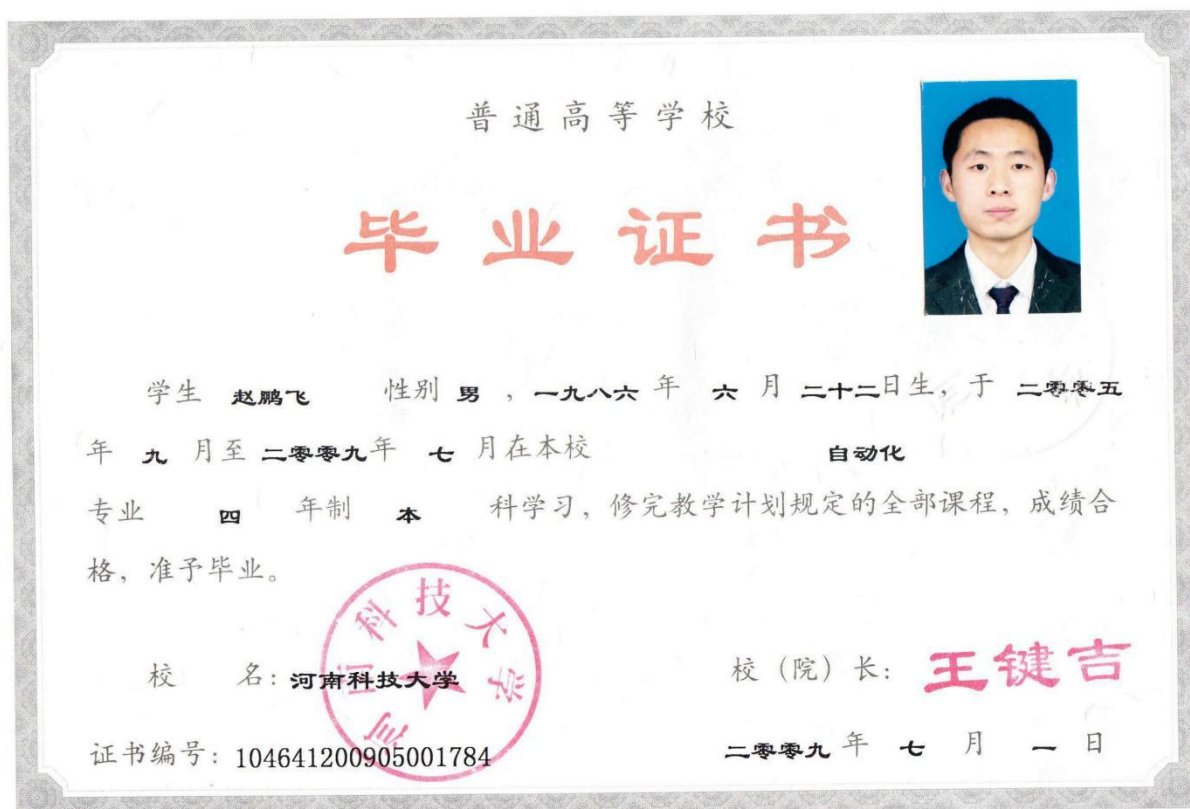 普通高等学校
毕业证书
学生 赵鹏飞 性别 男 ，一九八六 年 六 月 二十二日生，于 二零零五
年 九 月至 二零零九年 七 月在本校 自动化
专业 四 年制 本 科学习，修完教学计划规定的全部课程，成绩合
格，准予毕业。
河南科技大学
校 名：河南科技大学
校（院）长：王键吉
证书编号：104641200905001784
二零零九 年 七 月 一 日